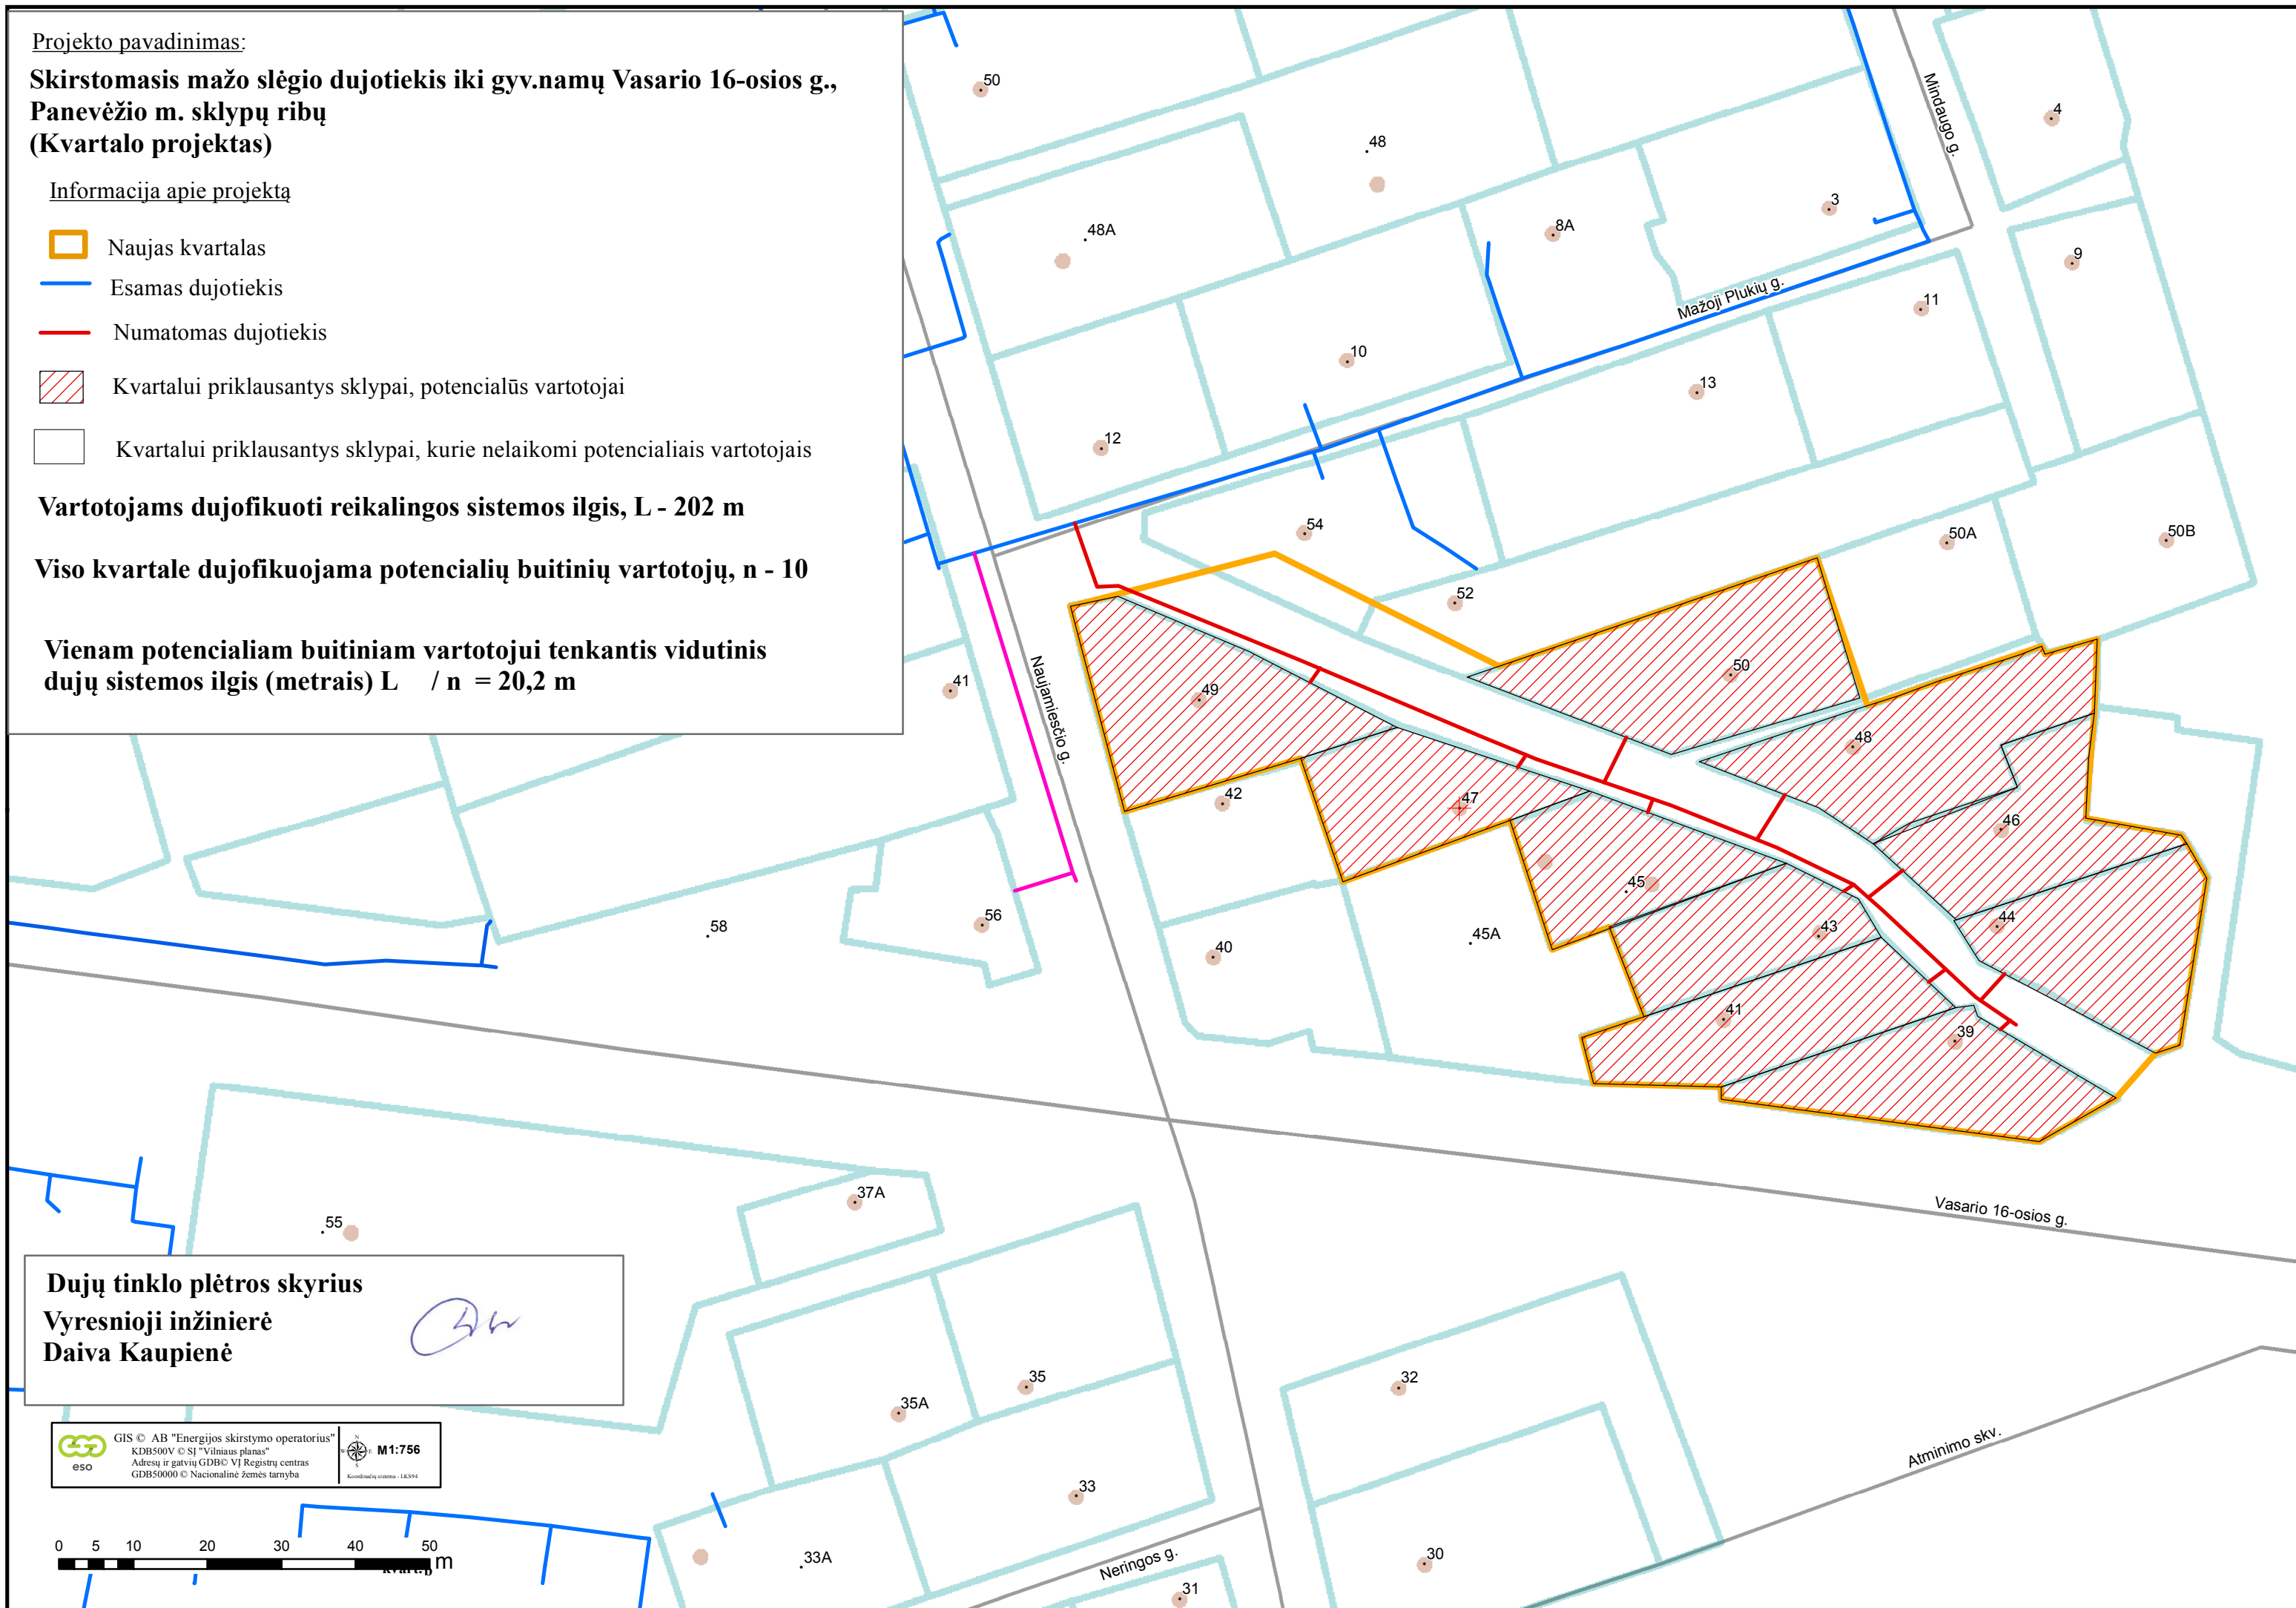 Projekto pavadinimas:
Skirstomasis mažo slėgio dujotiekis iki gyv.namų Vasario 16-osios g.,
Panevėžio m. sklypų ribų
(Kvartalo projektas)
Informacija apie projektą
Naujas kvartalas
Esamas dujotiekis
Numatomas dujotiekis
Kvartalui priklausantys sklypai, potencialūs vartotojai
Kvartalui priklausantys sklypai, kurie nelaikomi potencialiais vartotojais
Vartotojams dujofikuoti reikalingos sistemos ilgis, L - 202 m
Viso kvartale dujofikuojama potencialių buitinių vartotojų, n - 10
Vienam potencialiam buitiniam vartotojui tenkantis vidutinis
dujų sistemos ilgis (metrais) L / n = 20,2 m
50
48
48A
8A
3
4
9
Mindaugo g.
Mažoji Plukių g.
11
10
13
12
54
52
50A
50B
50
41
49
Naujamiesčio g.
48
42
47
46
45
58
56
40
45A
43
44
41
39
Vasario 16-osios g.
37A
55
35A
35
32
33
33A
Neringos g.
31
30
Atminimo skv.
Dujų tinklo plėtros skyrius
Vyresnioji inžinierė
Daiva Kaupienė
eso
GIS © AB "Energijos skirstymo operatorius"
KDB500V © SĮ "Vilniaus planas"
Adresų ir gatvių GDB© VĮ Registrų centras
GDB50000 © Nacionalinė žemės tarnyba
N
W E
S
M1:756
Koordinačių sistema - LKS94
0 5 10 20 30 40 50
m